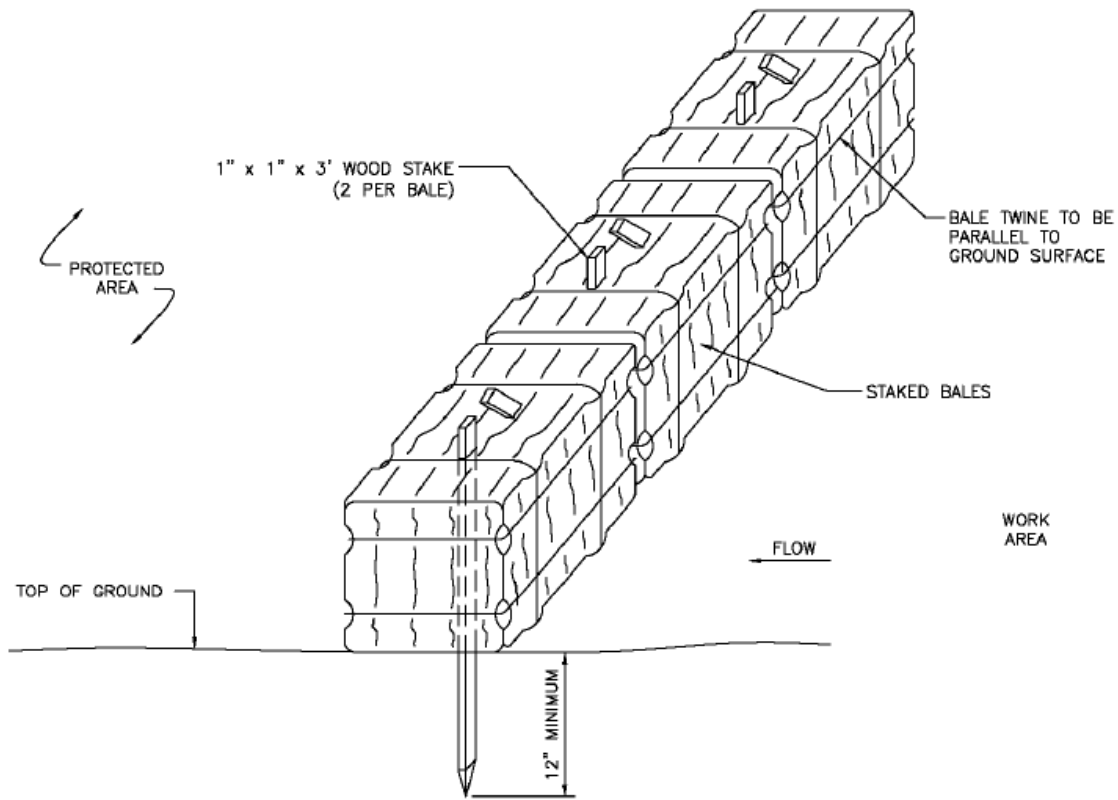 1" x 1" x 3' WOOD STAKE
(2 PER BALE)
BALE TWINE TO BE
PARALLEL TO
GROUND SURFACE
PROTECTED
AREA
STAKED BALES
WORK
AREA
FLOW
TOP OF GROUND
12" MINIMUM